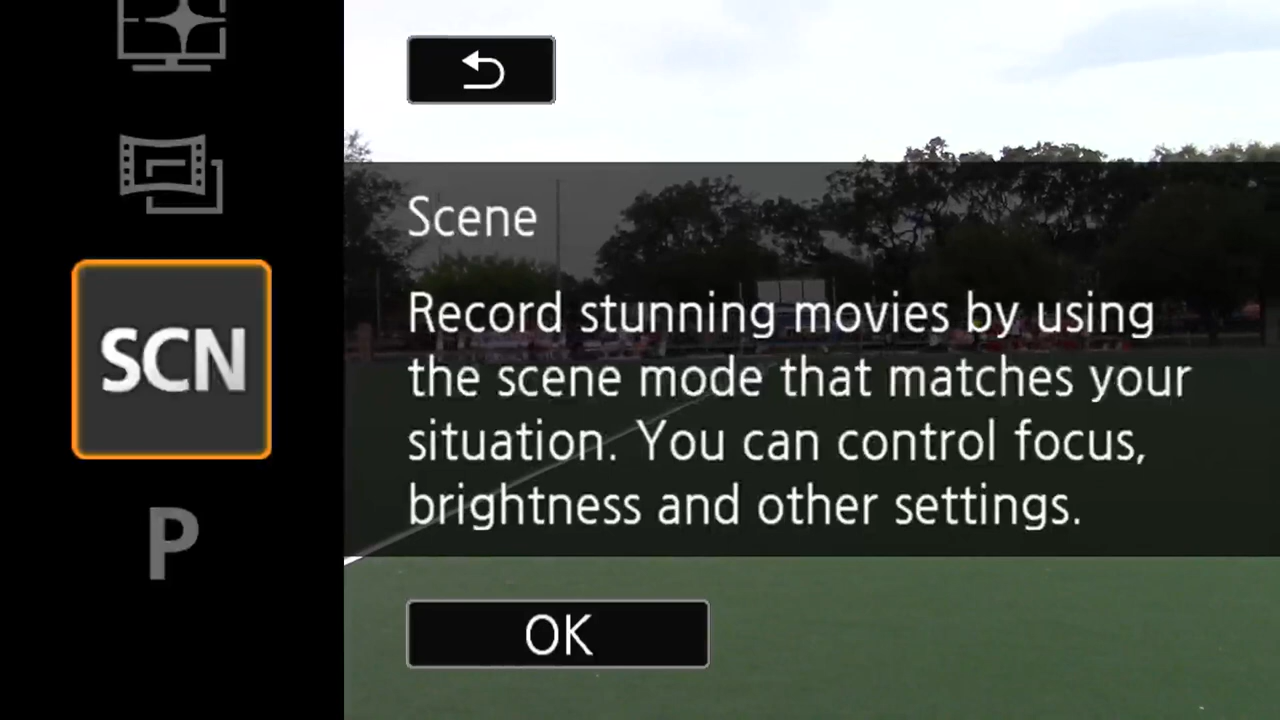 Scene
SCN
Record stunning movies by using
the scene mode that matches your
situation. You can control focus,
brightness and other settings.
P
OK